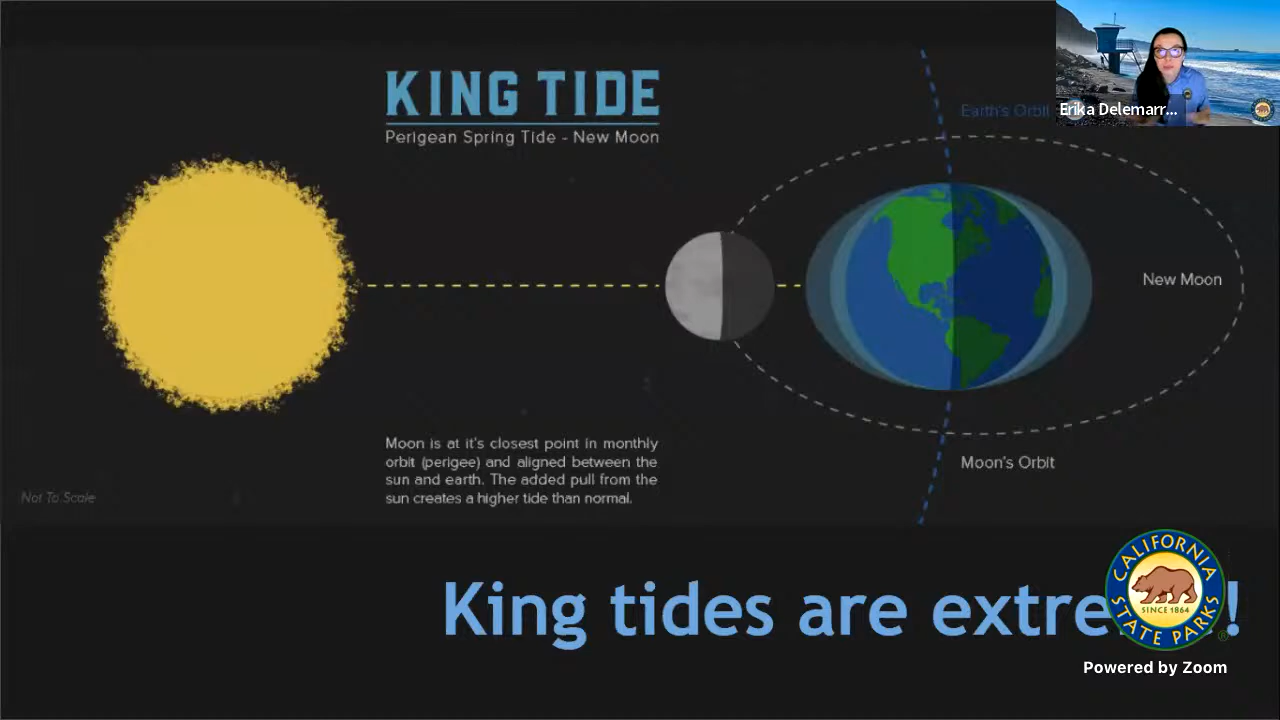 KING TIDE
Perigean Spring Tide - New Moon
Earth's Orbit
Erika Delemarr...
New Moon
Moon is at it's closest point in monthly
orbit (perigee) and aligned between the
sun and earth. The added pull from the
sun creates a higher tide than normal.
Moon's Orbit
Not To Scale
King tides are extre !
CALIFORNIA
SINCE 1864
STATE PARKS
®
Powered by Zoom